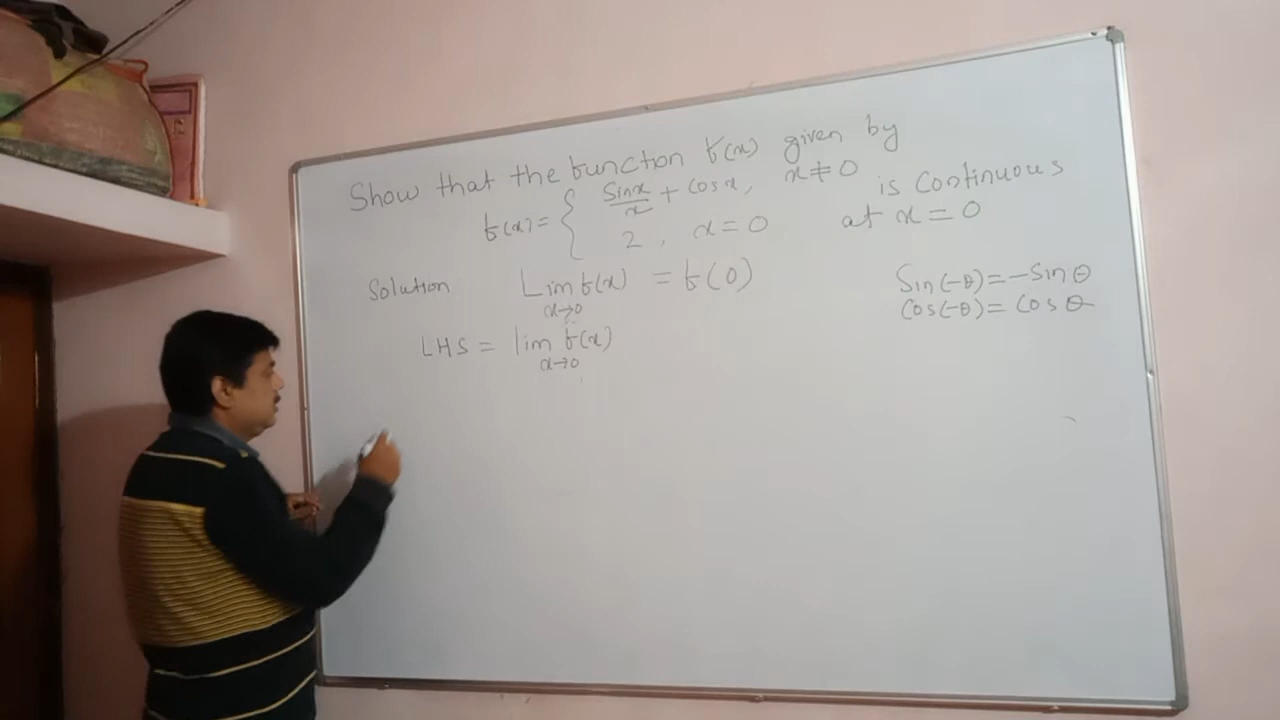 Show that the function f(x) given by
f(x) = { sinx/x + cosx, x ≠ 0
2, x = 0
is continuous
at x = 0
Solution Lim f(x) = f(0)
x→0
Sin(-θ) = -Sin θ
Cos(-θ) = Cos θ
LHS = lim f(x)
x→0